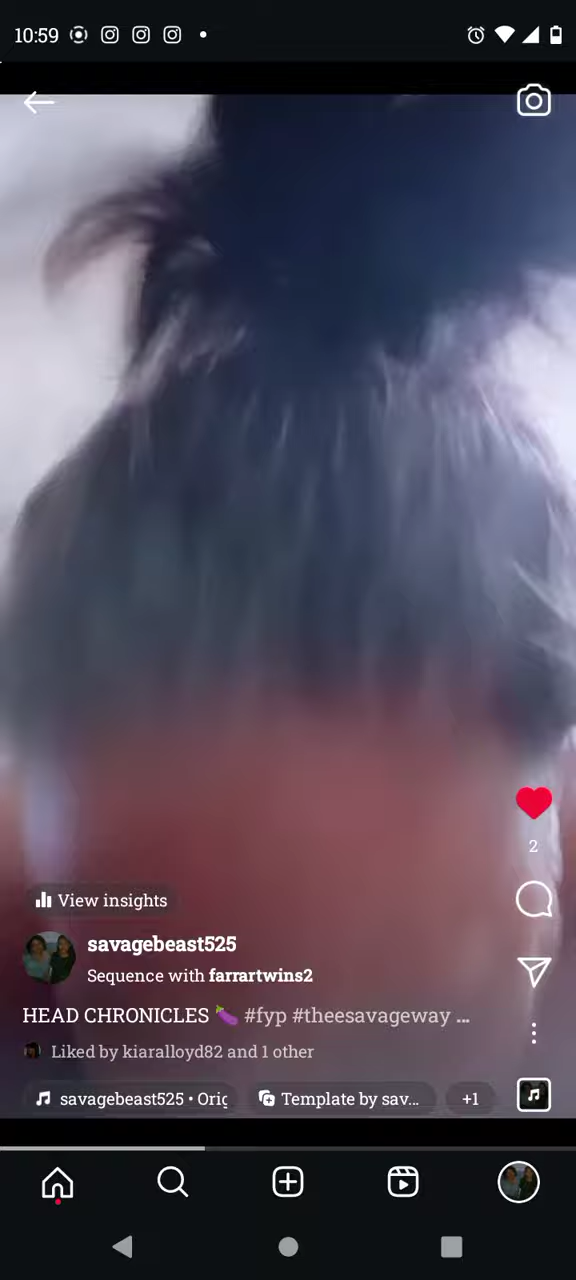 10:59
2
View insights
savagebeast525
Sequence with farrartwins2
HEAD CHRONICLES 🍆 #fyp #theesavageway ...
Liked by kiaralloyd82 and 1 other
savagebeast525 • Orig
Template by sav...
+1